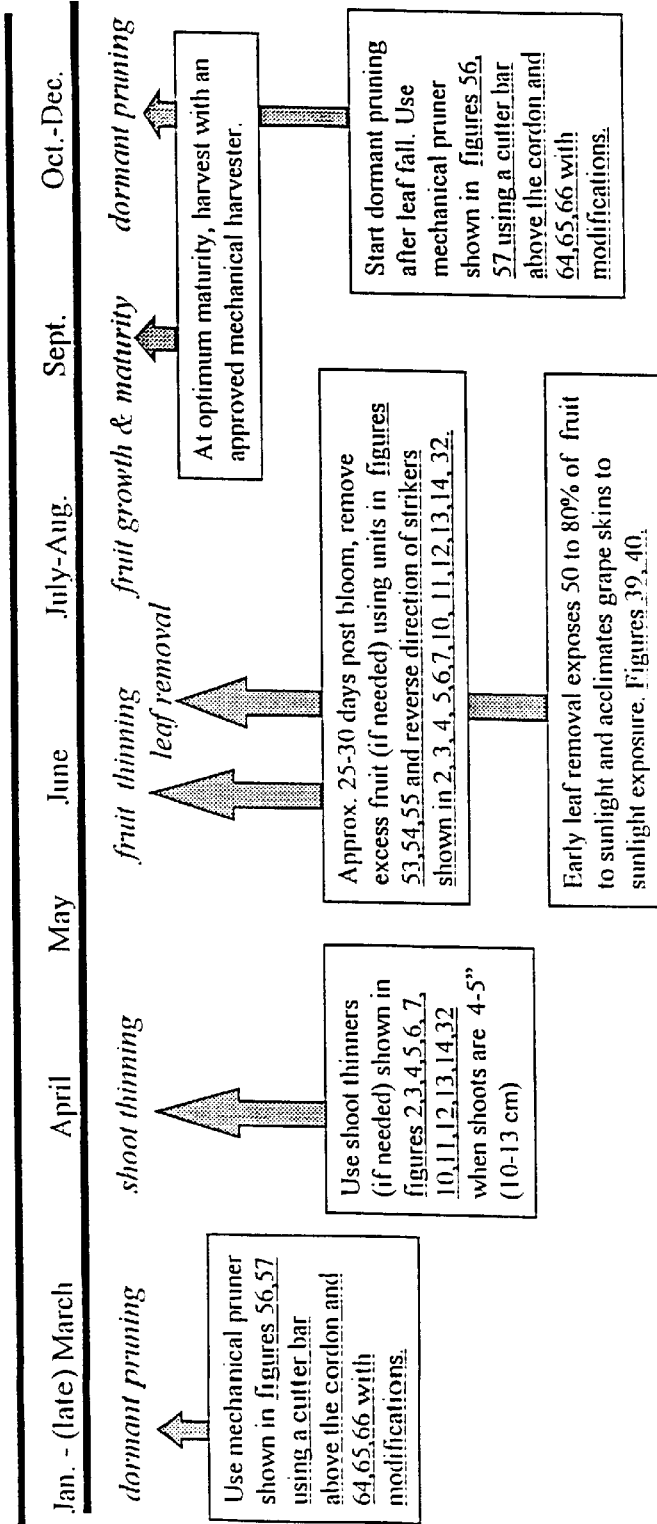 Jan. - (late) March April May June July-Aug. Sept. Oct.-Dec.
dormant pruning shoot thinning fruit thinning fruit growth & maturity dormant pruning
leaf removal
Use mechanical pruner
shown in figures 56,57
using a cutter bar
above the cordon and
64,65,66 with
modifications.
Use shoot thinners
(if needed) shown in
figures 2,3,4,5,6, 7,
10,11,12,13,14,32
when shoots are 4-5”
(10-13 cm)
Approx. 25-30 days post bloom, remove
excess fruit (if needed) using units in figures
53,54,55 and reverse direction of strikers
shown in 2, 3, 4, 5,6,7,10, 11,12,13,14, 32.
Early leaf removal exposes 50 to 80% of fruit
to sunlight and acclimates grape skins to
sunlight exposure. Figures 39, 40.
At optimum maturity, harvest with an
approved mechanical harvester.
Start dormant pruning
after leaf fall. Use
mechanical pruner
shown in figures 56,
57 using a cutter bar
above the cordon and
64,65,66 with
modifications.